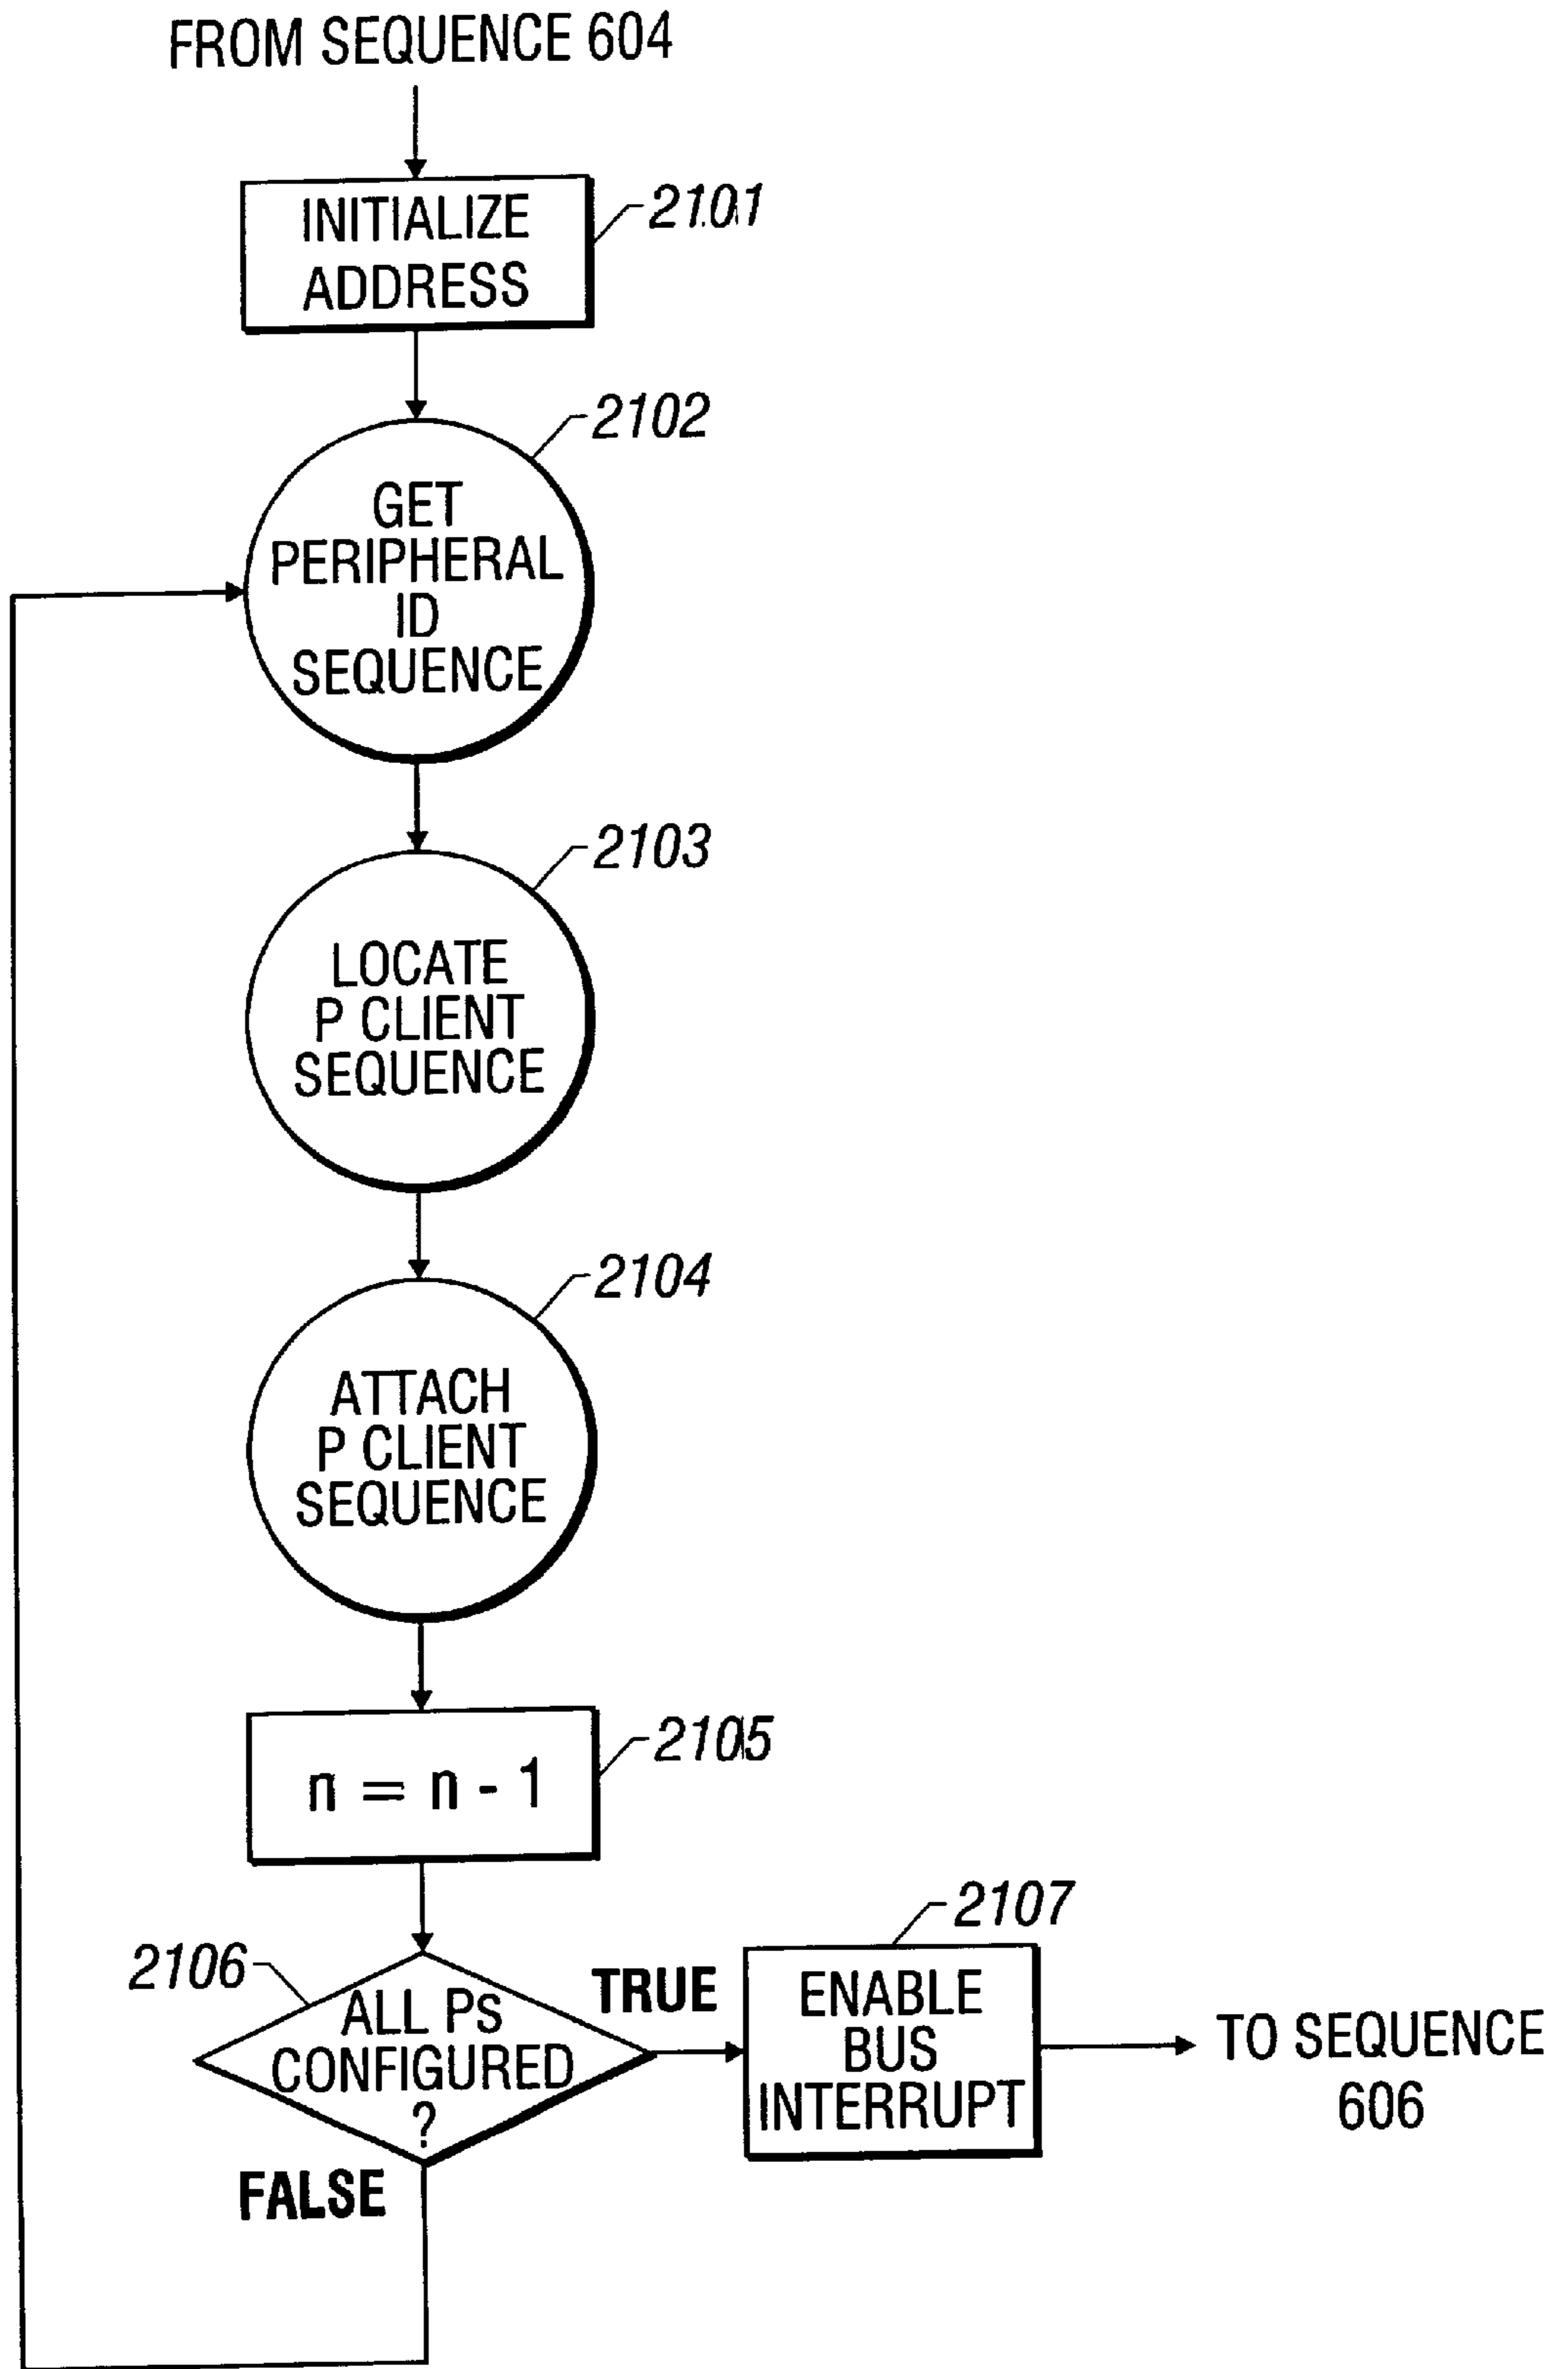 FROM SEQUENCE 604
INITIALIZE
ADDRESS
2101
2102
GET
PERIPHERAL
ID
SEQUENCE
2103
LOCATE
P CLIENT
SEQUENCE
2104
ATTACH
P CLIENT
SEQUENCE
2105
n = n - 1
2106
ALL PS
CONFIGURED
?
TRUE
FALSE
2107
ENABLE
BUS
INTERRUPT
TO SEQUENCE
606